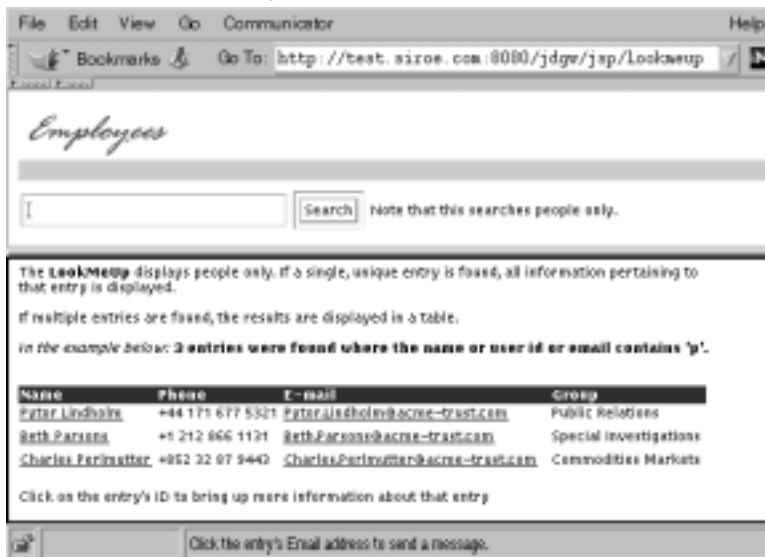 File Edit View Go Communicator Help
Bookmarks Go To: http://test.siroe.com:8080/jdgw/jsp/lookmeup
Employees
Search Note that this searches people only.
The LookMeUp displays people only. If a single, unique entry is found, all information pertaining to
that entry is displayed.
If multiple entries are found, the results are displayed in a table.
In the example below: 3 entries were found where the name or user id or email contains 'p'.
Name Phone E-mail Group
Pytor Lindholm +44 171 677 5321 Pytor.Lindholm@acme-trust.com Public Relations
Beth Parsons +1 212 866 1131 Beth.Parsons@acme-trust.com Special Investigations
Charles Perlmutter +852 32 87 9443 Charles.Perlmutter@acme-trust.com Commodities Markets
Click on the entry's ID to bring up more information about that entry
Click the entry's Email address to send a message.